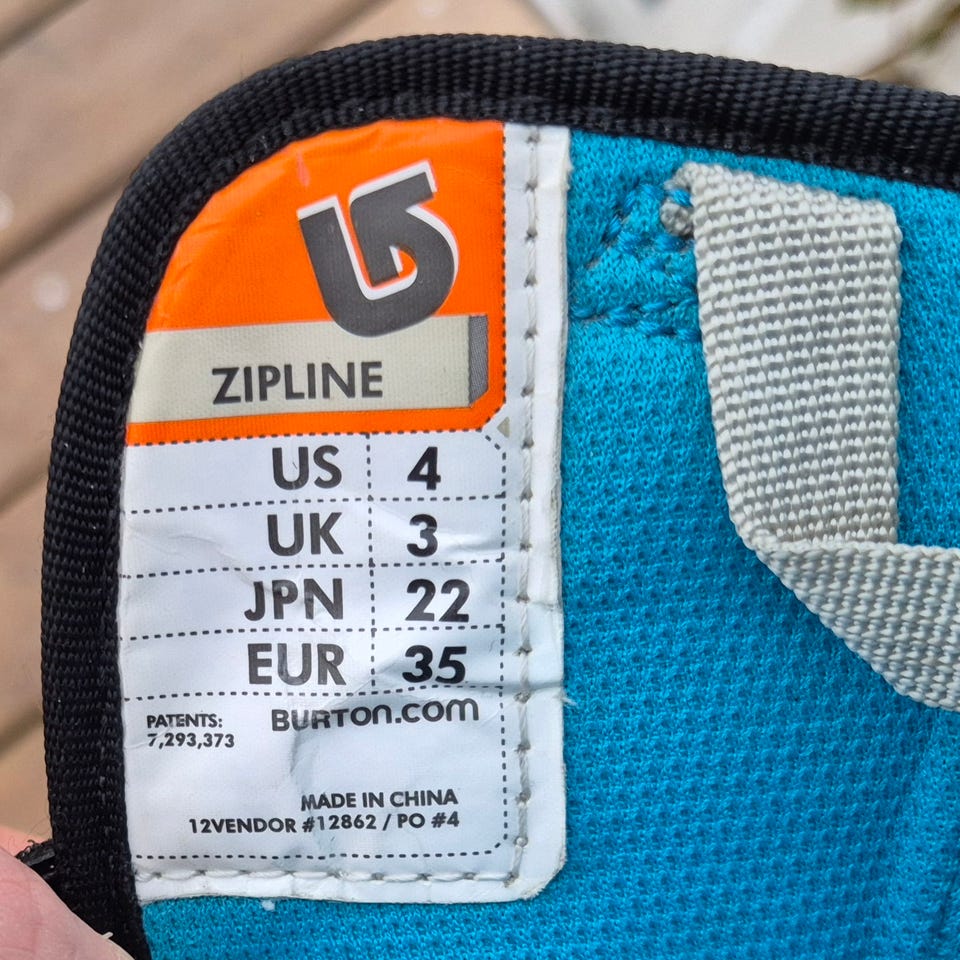 ZIPLINE
US 4
UK 3
JPN 22
EUR 35
PATENTS:
7,293,373
BURTON.COM
MADE IN CHINA
12VENDOR #12862 / PO #4